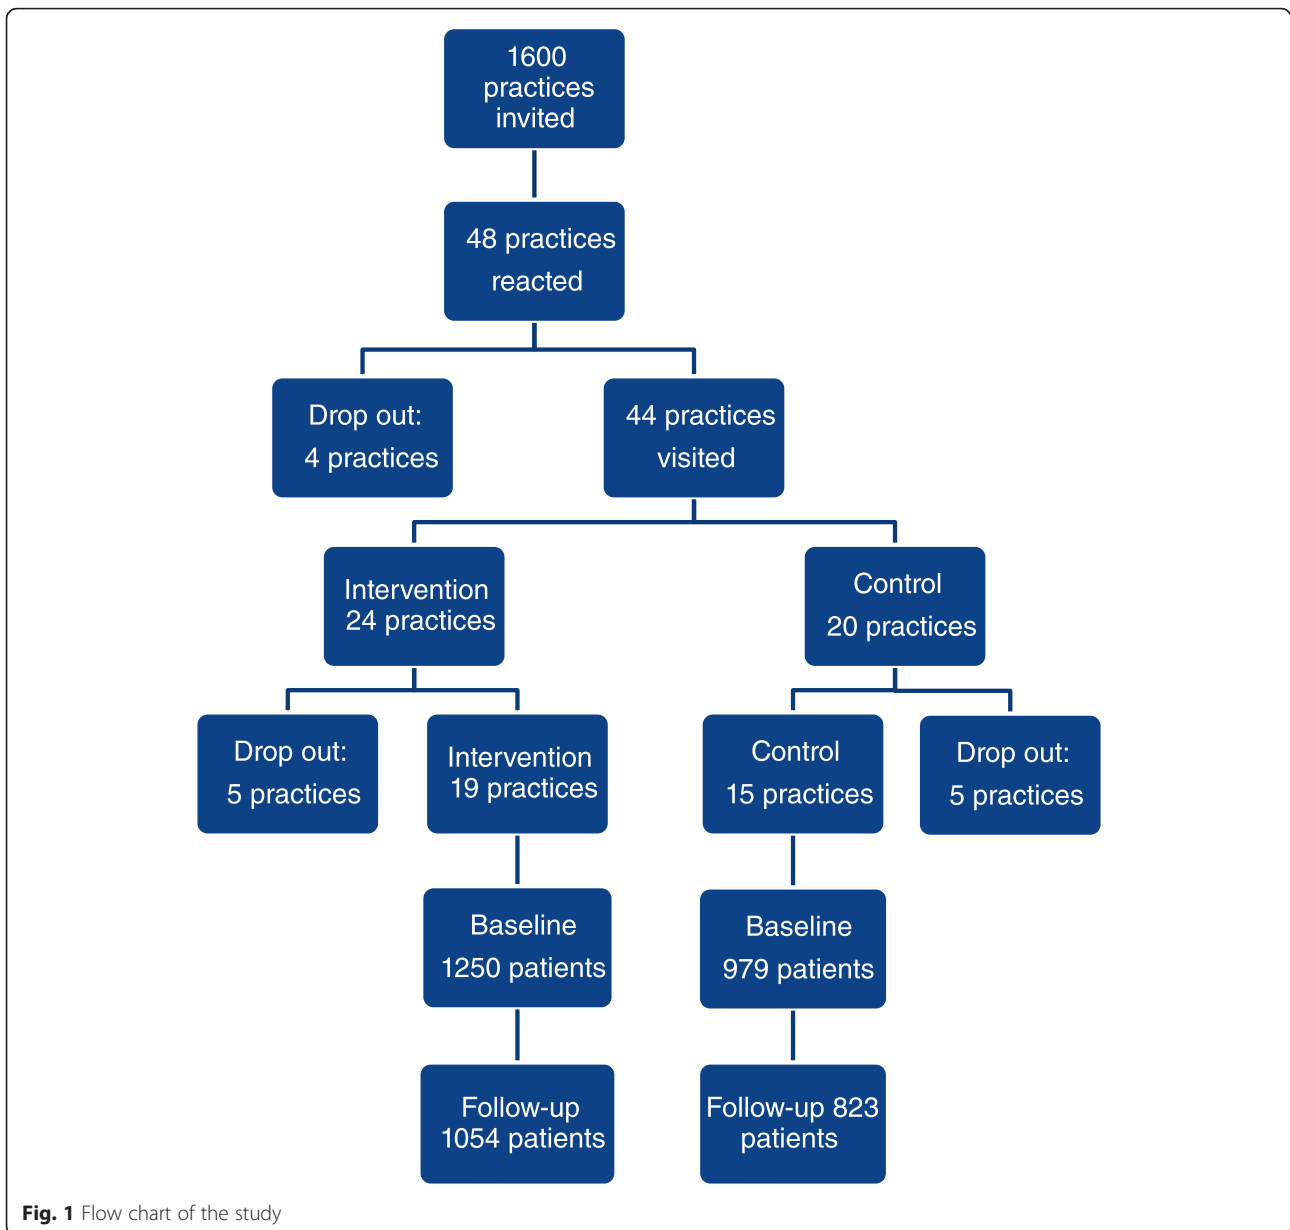 1600
practices
invited
48 practices
reacted
Drop out:
4 practices
44 practices
visited
Intervention
24 practices
Control
20 practices
Drop out:
5 practices
Intervention
19 practices
Control
15 practices
Drop out:
5 practices
Baseline
1250 patients
Baseline
979 patients
Follow-up
1054 patients
Follow-up 823
patients
Fig. 1 Flow chart of the study